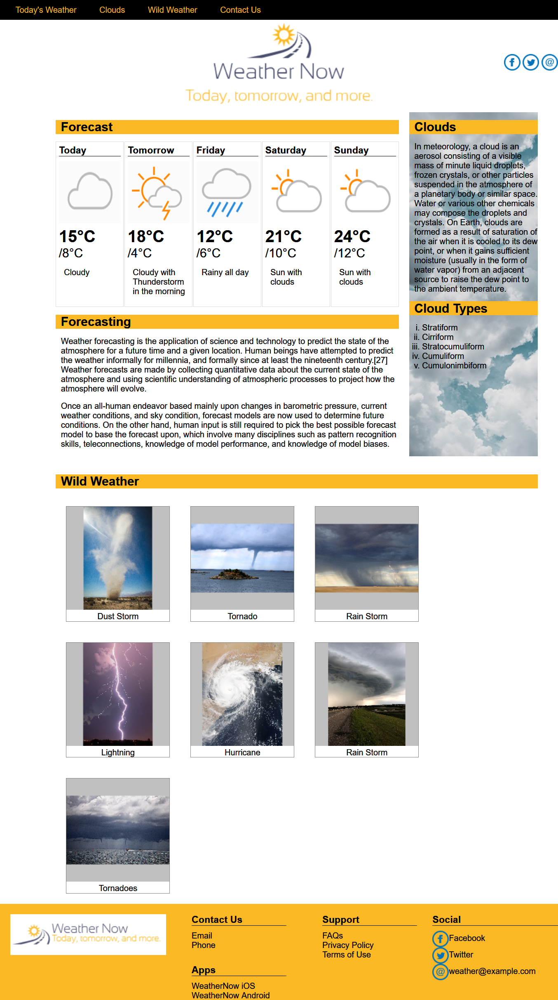 Today's Weather Clouds Wild Weather Contact Us
Weather Now
Today, tomorrow, and more.
Forecast
Today Tomorrow Friday Saturday Sunday
15°C 18°C 12°C 21°C 24°C
/8°C /4°C /6°C /10°C /12°C
Cloudy
Cloudy with
Thunderstorm
in the morning
Rainy all day
Sun with
clouds
Sun with
clouds
Forecasting
Weather forecasting is the application of science and technology to predict the state of the
atmosphere for a future time and a given location. Human beings have attempted to predict
the weather informally for millennia, and formally since at least the nineteenth century.[27]
Weather forecasts are made by collecting quantitative data about the current state of the
atmosphere and using scientific understanding of atmospheric processes to project how the
atmosphere will evolve.
Once an all-human endeavor based mainly upon changes in barometric pressure, current
weather conditions, and sky condition, forecast models are now used to determine future
conditions. On the other hand, human input is still required to pick the best possible forecast
model to base the forecast upon, which involve many disciplines such as pattern recognition
skills, teleconnections, knowledge of model performance, and knowledge of model biases.
Clouds
In meteorology, a cloud is an
aerosol consisting of a visible
mass of minute liquid droplets,
frozen crystals, or other particles
suspended in the atmosphere of
a planetary body or similar space.
Water or various other chemicals
may compose the droplets and
crystals. On Earth, clouds are
formed as a result of saturation of
the air when it is cooled to its dew
point, or when it gains sufficient
moisture (usually in the form of
water vapor) from an adjacent
source to raise the dew point to
the ambient temperature.
Cloud Types
i. Stratiform
ii. Cirriform
iii. Stratocumuliform
iv. Cumuliform
v. Cumulonimbiform
Wild Weather
Dust Storm Tornado Rain Storm
Lightning Hurricane Rain Storm
Tornadoes
Weather Now
Today, tomorrow, and more.
Contact Us
Email
Phone
Apps
WeatherNow iOS
WeatherNow Android
Support
FAQs
Privacy Policy
Terms of Use
Social
Facebook
Twitter
@weather@example.com